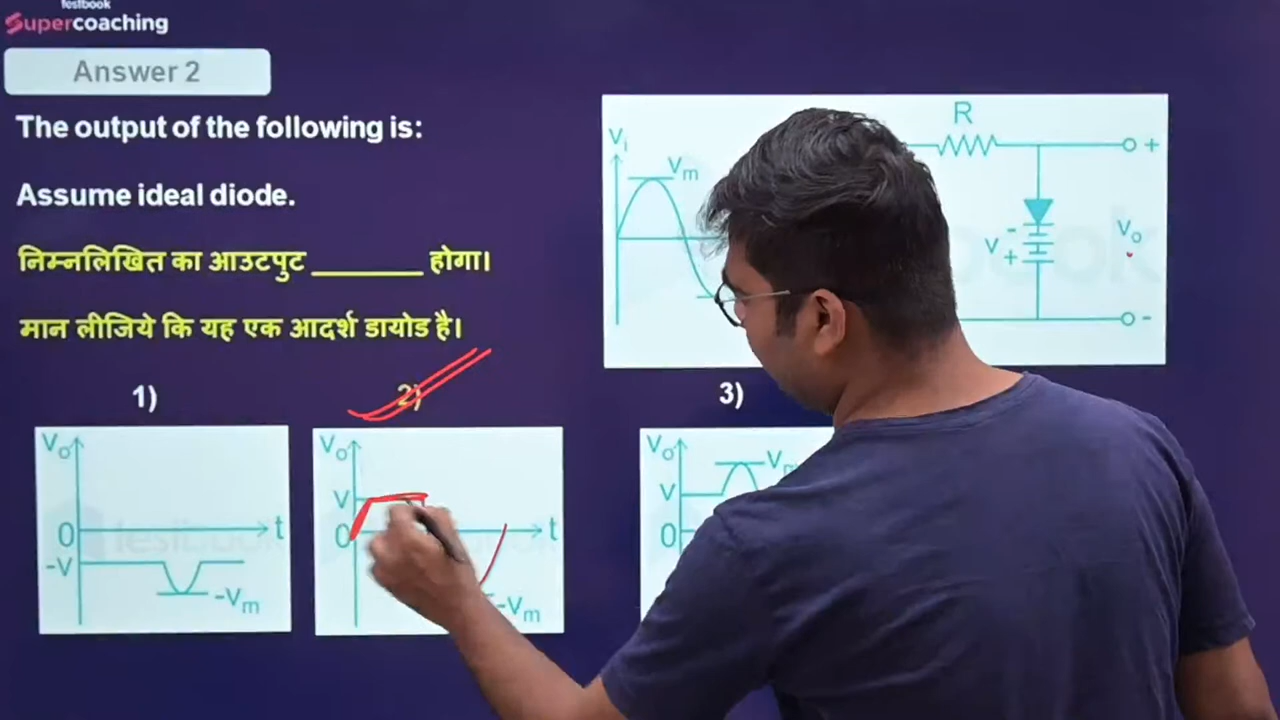 testbook
Supercoaching
Answer 2
The output of the following is:
Assume ideal diode.
निम्नलिखित का आउटपुट ________ होगा।
मान लीजिये कि यह एक आदर्श डायोड है।
vi
Vm
R
+
-
V
+
Vo
-
1)
2)
3)
Vo
0
-V
t
-Vm
Vo
V
0
t
-Vm
Vo
V
0